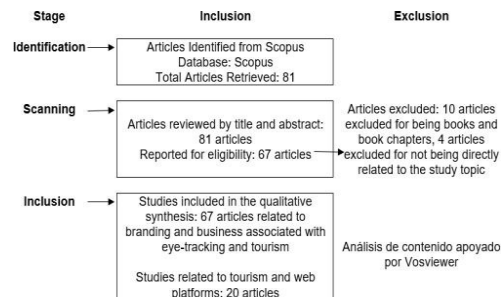 Stage Inclusion Exclusion
Identification
Articles Identified from Scopus
Database: Scopus
Total Articles Retrieved: 81
Scanning
Articles reviewed by title and abstract:
81 articles
Reported for eligibility: 67 articles
Articles excluded: 10 articles
excluded for being books and
book chapters, 4 articles
excluded for not being directly
related to the study topic
Inclusion
Studies included in the qualitative
synthesis: 67 articles related to
branding and business associated with
eye-tracking and tourism
Studies related to tourism and web
platforms: 20 articles
Análisis de contenido apoyado
por Vosviewer